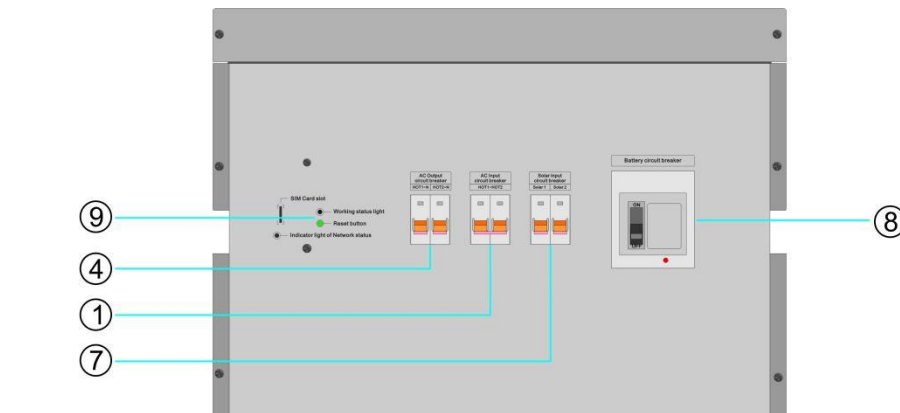 Battery circuit breaker
AC Output
circuit breaker
HOT1-N HOT2-N
AC Input
circuit breaker
HOT1-HOT2
Solar Input
circuit breaker
Solar 1 Solar 2
SIM Card slot
Working status light
Reset button
Indicator light of Network status
ON
OFF
⑨
④
①
⑦
⑧